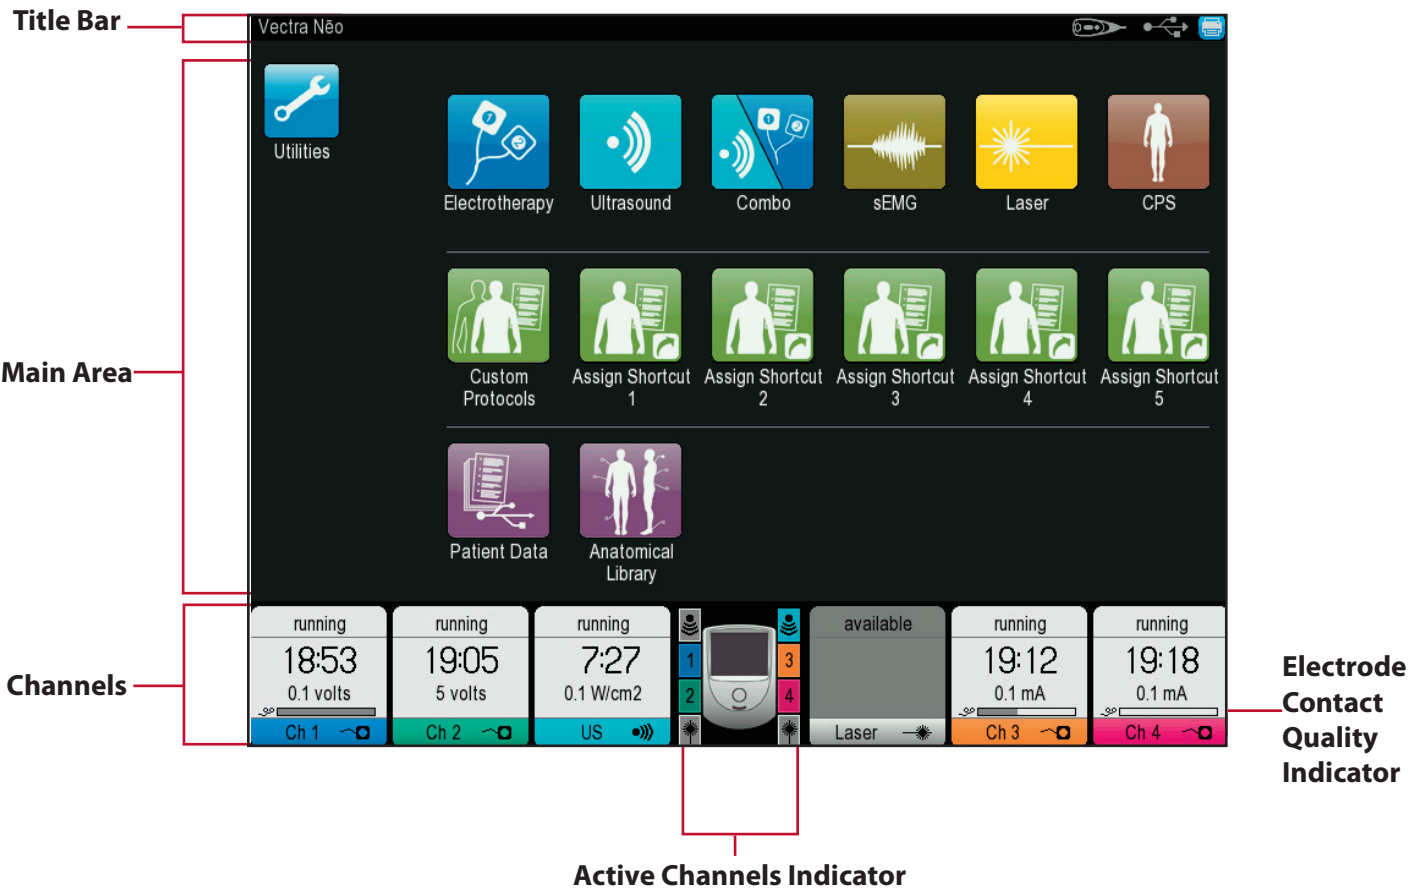 Title Bar
Vectra Nēo
Utilities
Electrotherapy
Ultrasound
Combo
sEMG
Laser
CPS
Main Area
Custom
Protocols
Assign Shortcut
1
Assign Shortcut
2
Assign Shortcut
3
Assign Shortcut
4
Assign Shortcut
5
Patient Data
Anatomical
Library
Channels
running
18:53
0.1 volts
Ch 1
running
19:05
5 volts
Ch 2
running
7:27
0.1 W/cm2
US
1
2
3
4
available
Laser
running
19:12
0.1 mA
Ch 3
running
19:18
0.1 mA
Ch 4
Electrode
Contact
Quality
Indicator
Active Channels Indicator